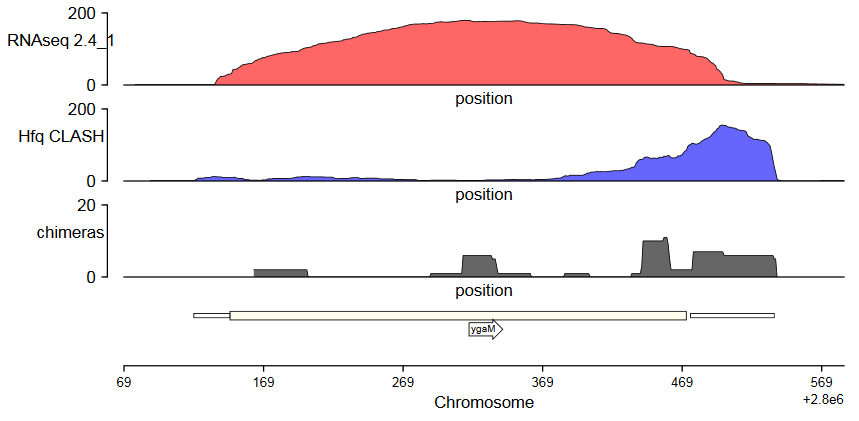 200
RNAseq 2.4_1
0
position
200
Hfq CLASH
0
position
20
chimeras
0
position
ygaM
69 169 269 369 469 569
+2.8e6
Chromosome